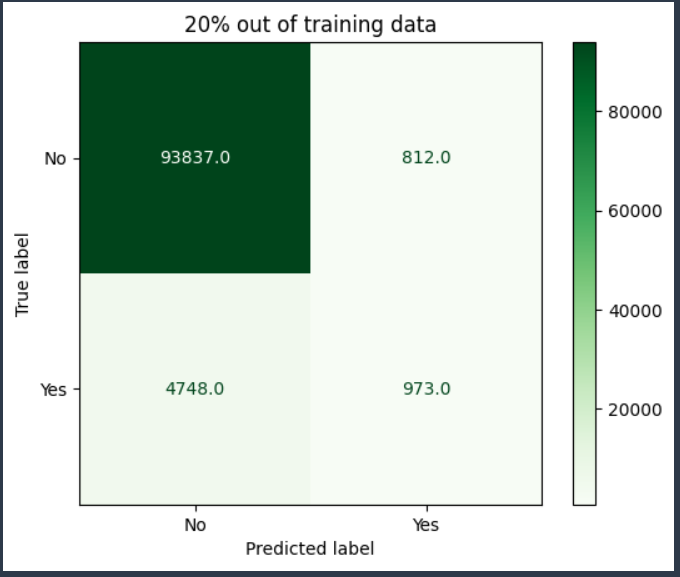 20% out of training data
True label
No
93837.0
812.0
Yes
4748.0
973.0
No
Yes
Predicted label
80000
60000
40000
20000